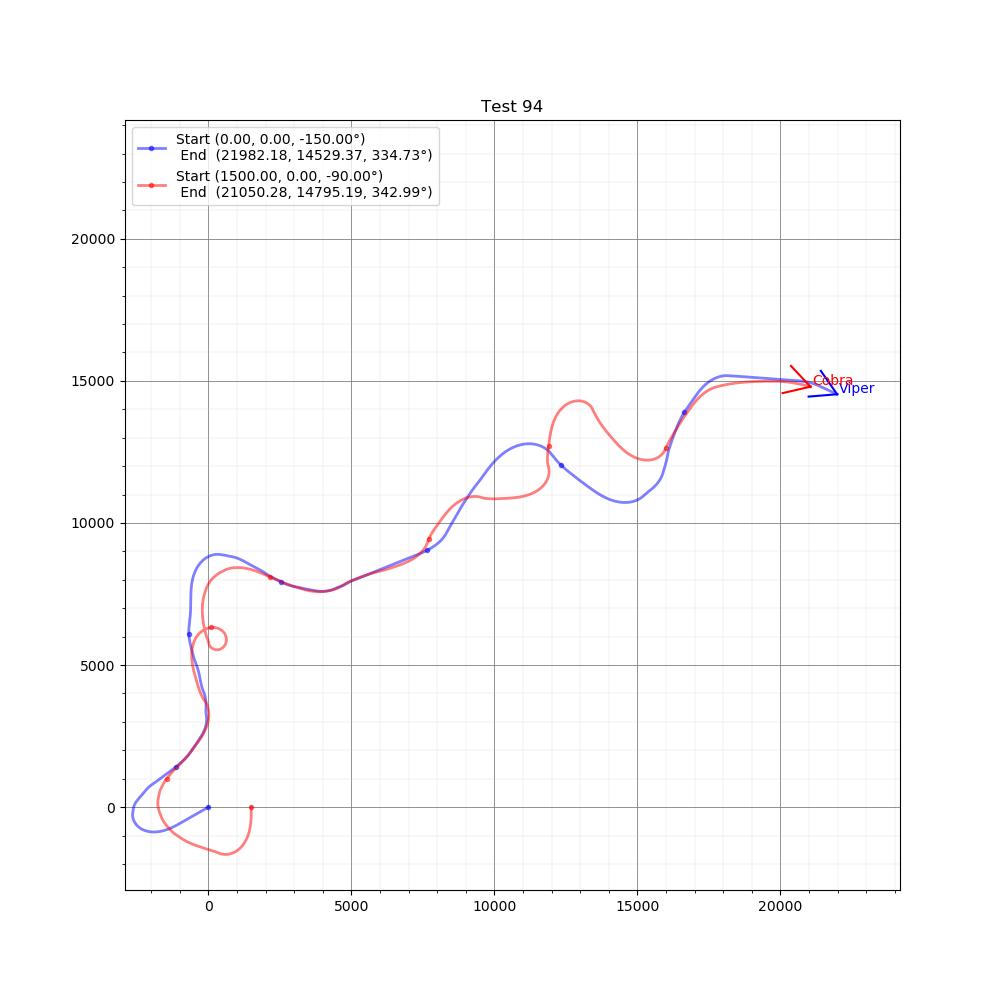 Test 94
Start (0.00, 0.00, -150.00°)
End  (21982.18, 14529.37, 334.73°)
Start (1500.00, 0.00, -90.00°)
End  (21050.28, 14795.19, 342.99°)
20000
15000
10000
5000
0
Cobra
Viper
0
5000
10000
15000
20000